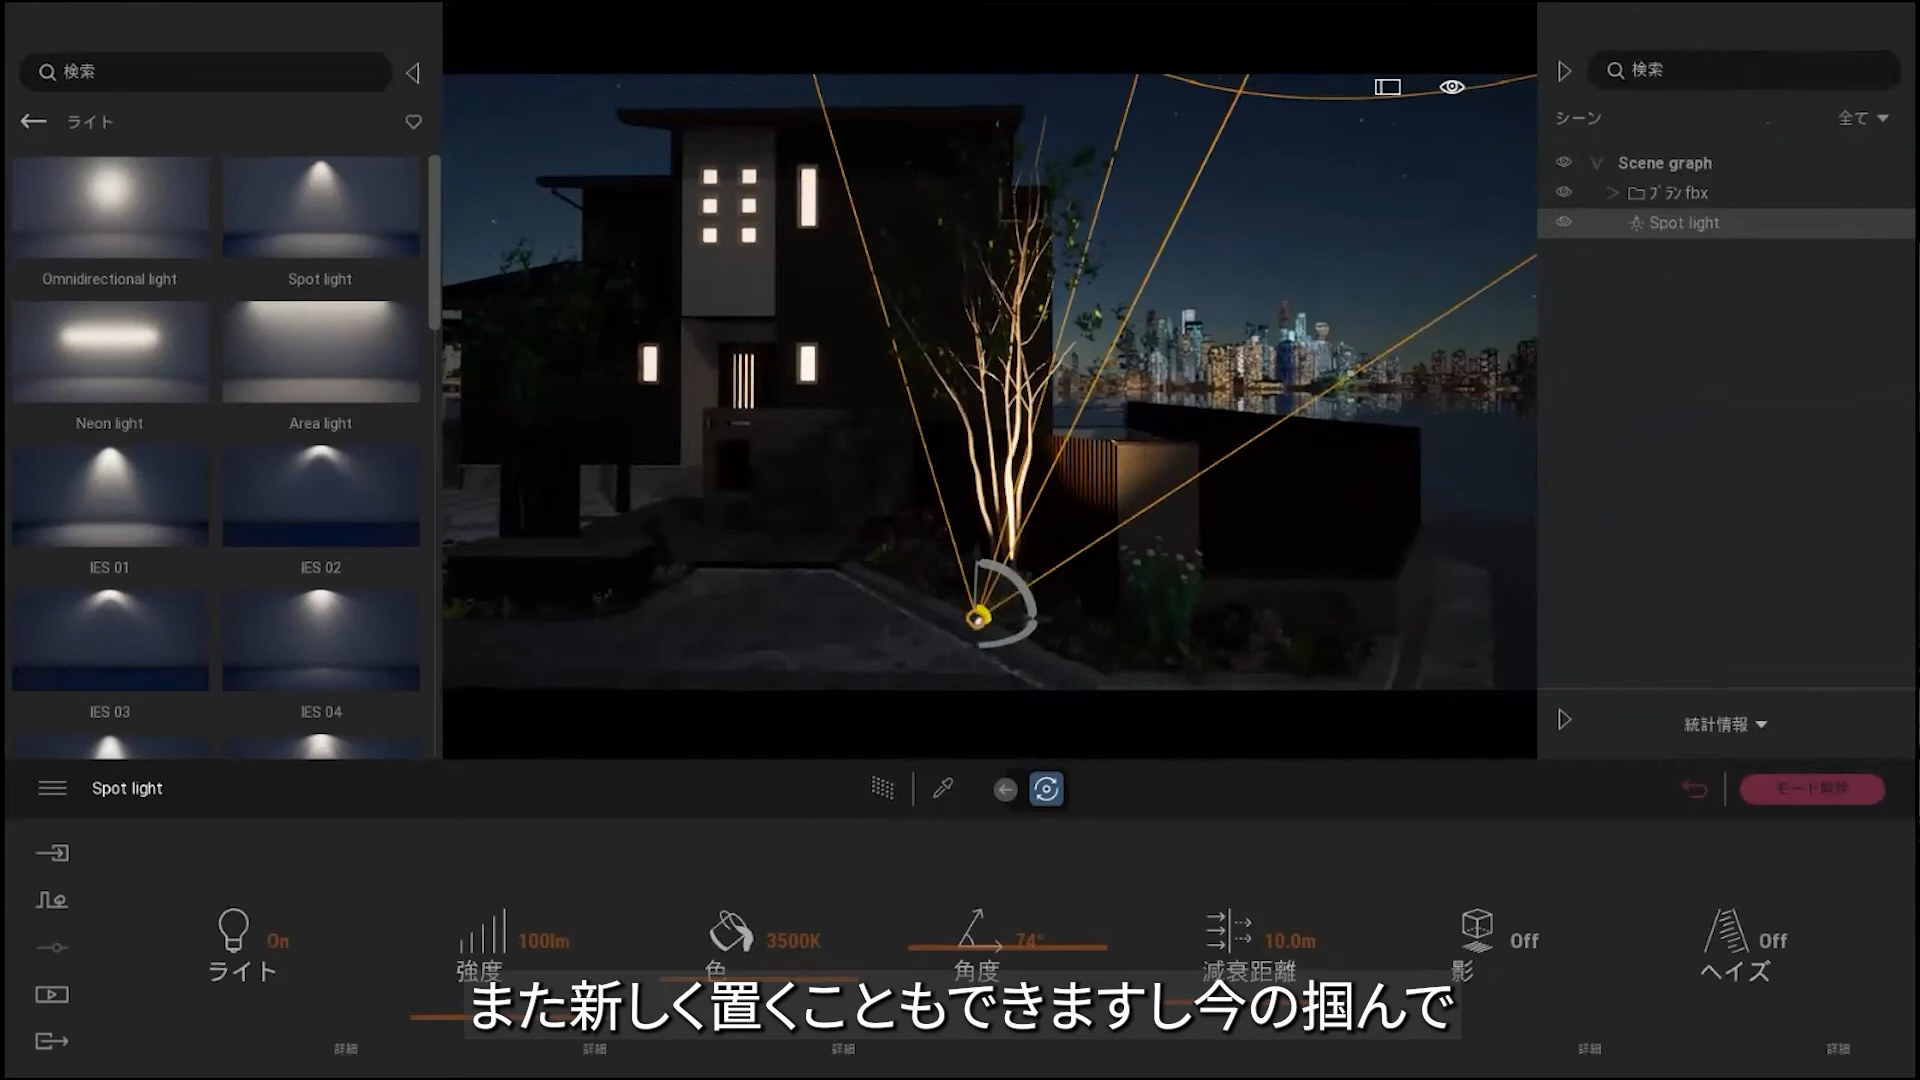 検索
ライト
Omnidirectional light
Spot light
Neon light
Area light
IES 01
IES 02
IES 03
IES 04
検索
シーン
全て
Scene graph
プラン fbx
Spot light
統計情報
Spot light
モード解除
On
ライト
100lm
強度
3500K
色
74°
角度
10.0m
減衰距離
Off
影
Off
ヘイズ
また新しく置くこともできますし今の掴んで
詳細
詳細
詳細
詳細
詳細